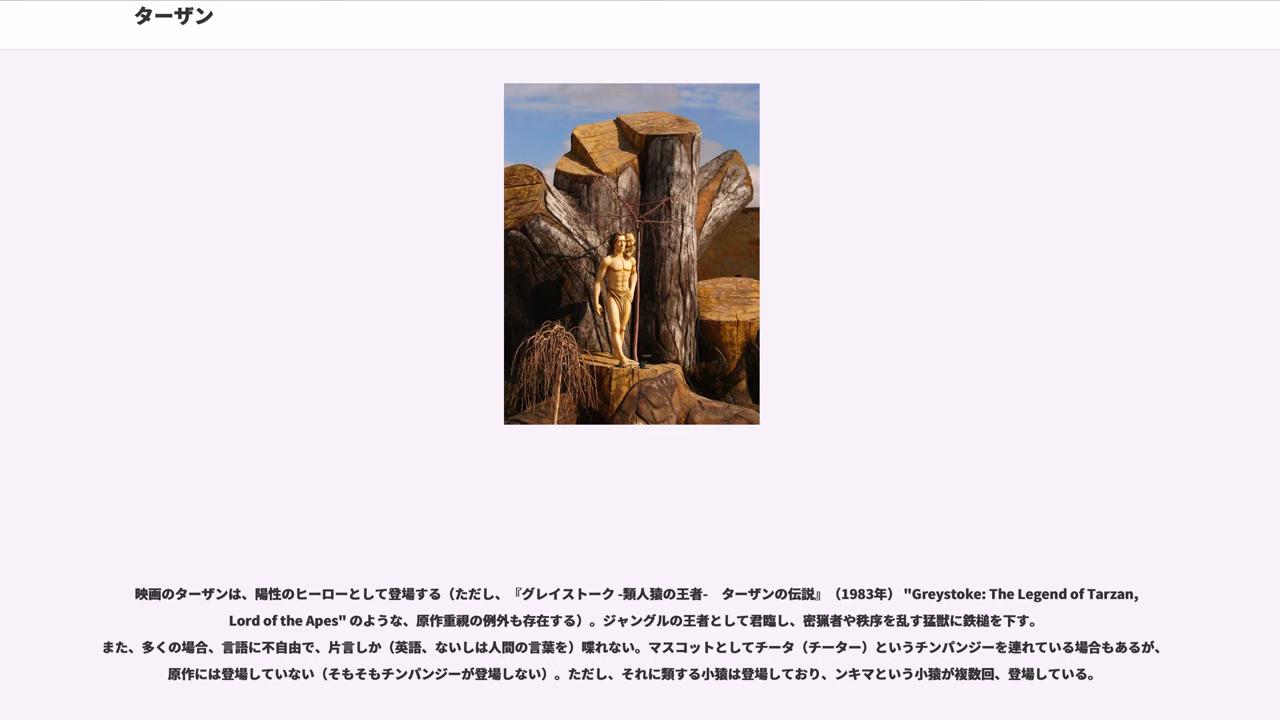 ターザン
映画のターザンは、陽性のヒーローとして登場する（ただし、『グレイストーク -類人猿の王者-　ターザンの伝説』（1983年） "Greystoke: The Legend of Tarzan,
Lord of the Apes" のような、原作重視の例外も存在する）。ジャングルの王者として君臨し、密猟者や秩序を乱す猛獣に鉄槌を下す。
また、多くの場合、言語に不自由で、片言しか（英語、ないしは人間の言葉を）喋れない。マスコットとしてチータ（チーター）というチンパンジーを連れている場合もあるが、
原作には登場していない（そもそもチンパンジーが登場しない）。ただし、それに類する小猿は登場しており、ンキマという小猿が複数回、登場している。